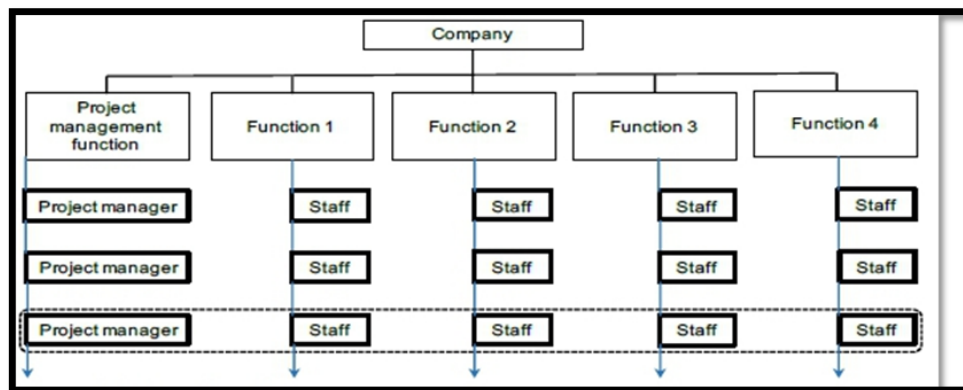 Company
Project
management
function
Function 1
Function 2
Function 3
Function 4
Project manager
Staff
Staff
Staff
Staff
Project manager
Staff
Staff
Staff
Staff
Project manager
Staff
Staff
Staff
Staff